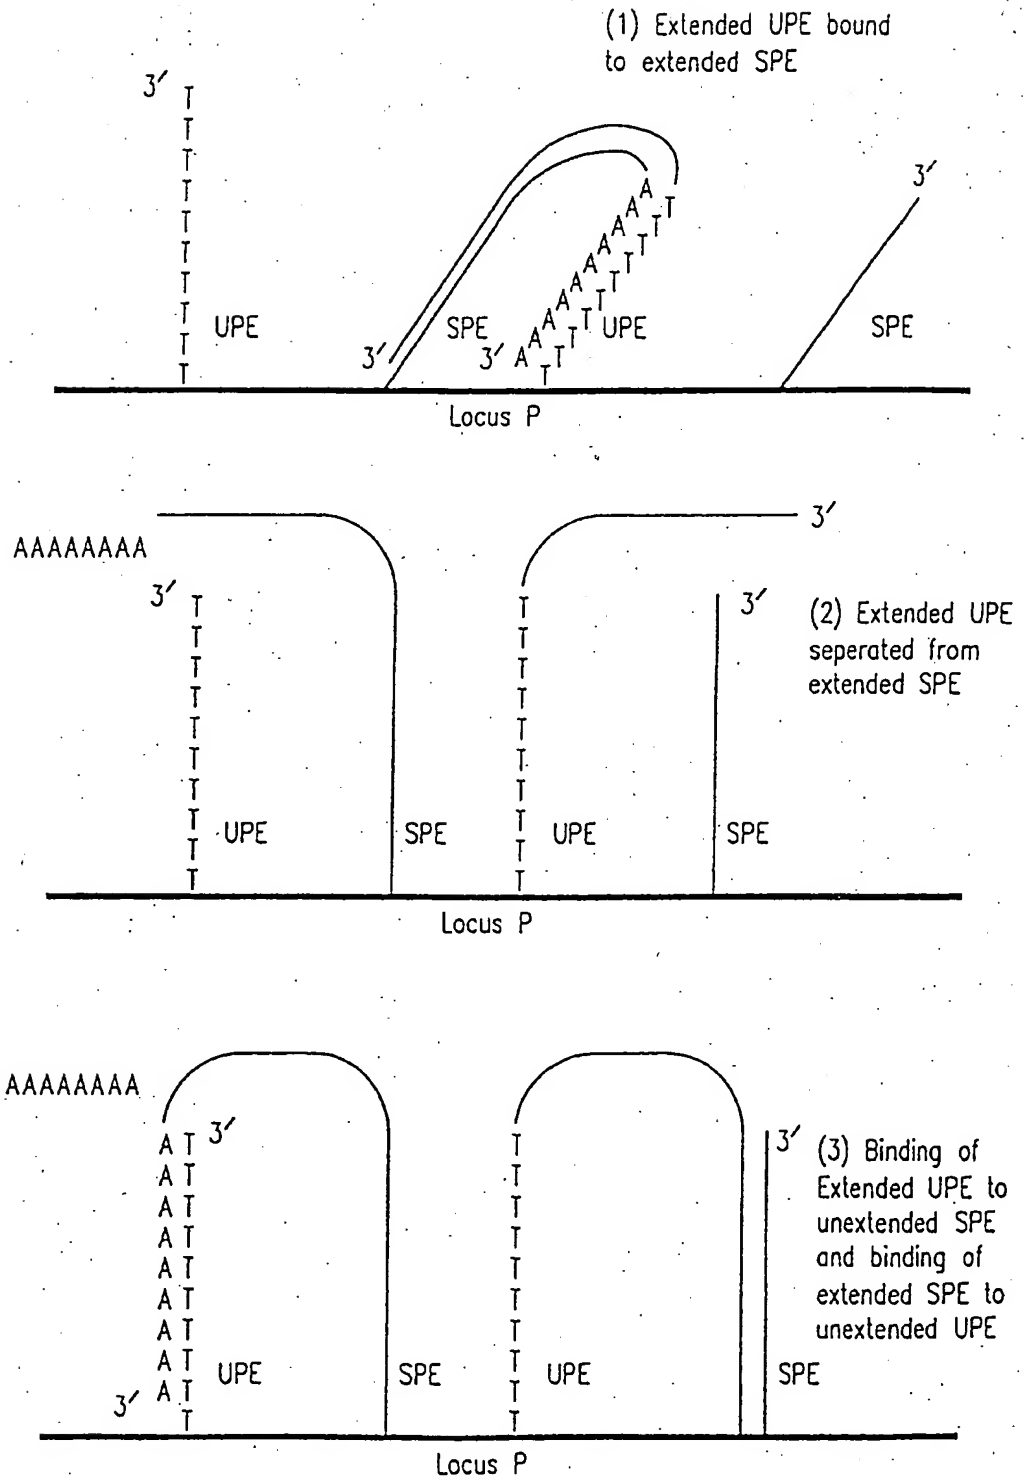 (1) Extended UPE bound
to extended SPE
3'
T
T
T
T
T
T
T
T
T
T
UPE
3'
SPE
3'
A
A
A
A
A
A
A
A
A
T
T
T
T
T
T
T
T
T
UPE
3'
SPE
Locus P
AAAAAAAA
3'
T
T
T
T
T
T
T
T
T
T
UPE
SPE
3'
T
T
T
T
T
T
T
T
T
T
UPE
3'
SPE
(2) Extended UPE
seperated from
extended SPE
Locus P
AAAAAAAA
3'
A T
A T
A T
A T
A T
A T
A T
A T
A T
T
3'
UPE
SPE
T
T
T
T
T
T
T
T
T
T
UPE
3'
SPE
(3) Binding of
Extended UPE to
unextended SPE
and binding of
extended SPE to
unextended UPE
Locus P